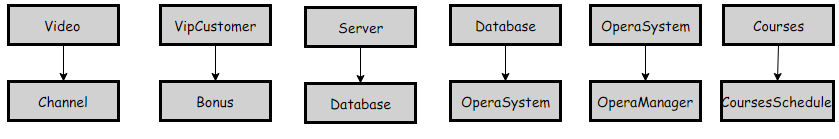 Video
VipCustomer
Server
Database
OperaSystem
Courses
Channel
Bonus
Database
OperaSystem
OperaManager
CoursesSchedule